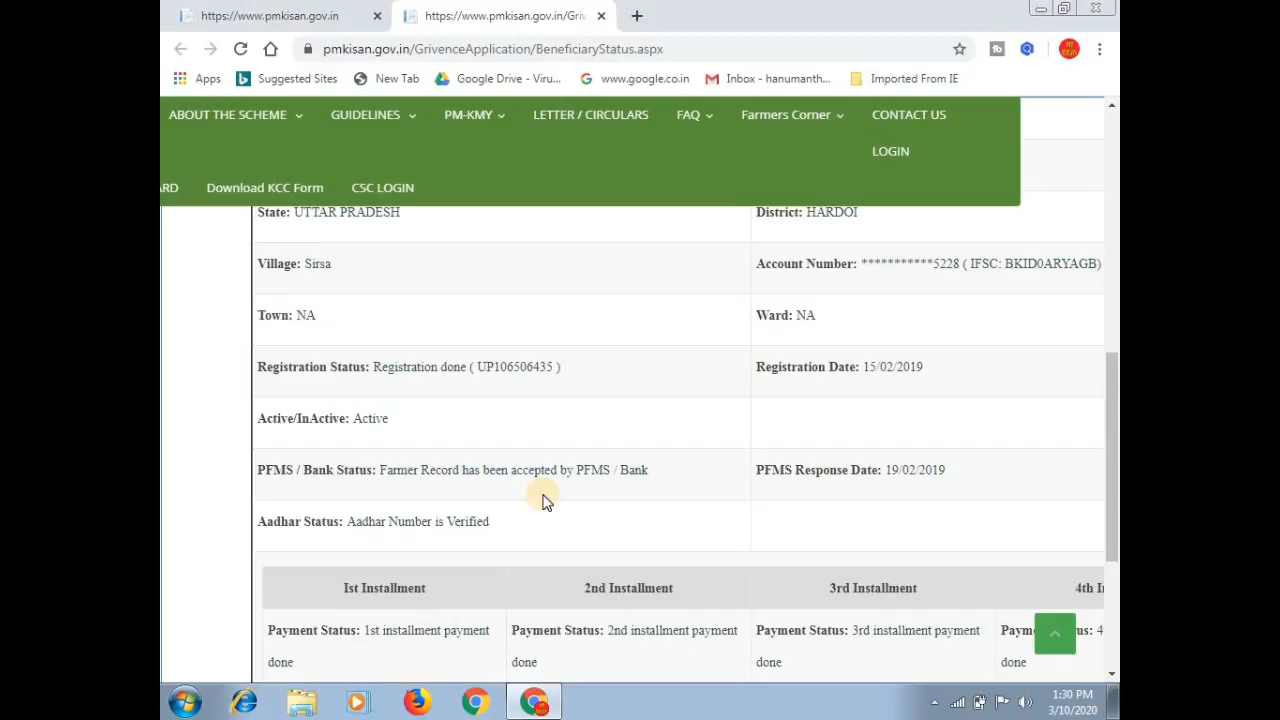 https://www.pmkisan.gov.in
https://www.pmkisan.gov.in/Griv
pmkisan.gov.in/GrivenceApplication/BeneficiaryStatus.aspx
Apps Suggested Sites New Tab Google Drive - Viru... www.google.co.in Inbox - hanumanth... Imported From IE
ABOUT THE SCHEME GUIDELINES PM-KMY LETTER / CIRCULARS FAQ Farmers Corner CONTACT US
LOGIN
ARD Download KCC Form CSC LOGIN
State: UTTAR PRADESH District: HARDOI
Village: Sirsa Account Number: ***********5228 ( IFSC: BKID0ARYAGB)
Town: NA Ward: NA
Registration Status: Registration done ( UP106506435 ) Registration Date: 15/02/2019
Active/InActive: Active
PFMS / Bank Status: Farmer Record has been accepted by PFMS / Bank PFMS Response Date: 19/02/2019
Aadhar Status: Aadhar Number is Verified
Ist Installment 2nd Installment 3rd Installment 4th I
Payment Status: 1st installment payment Payment Status: 2nd installment payment Payment Status: 3rd installment payment Paym us: 4
done done done done
1:30 PM
3/10/2020